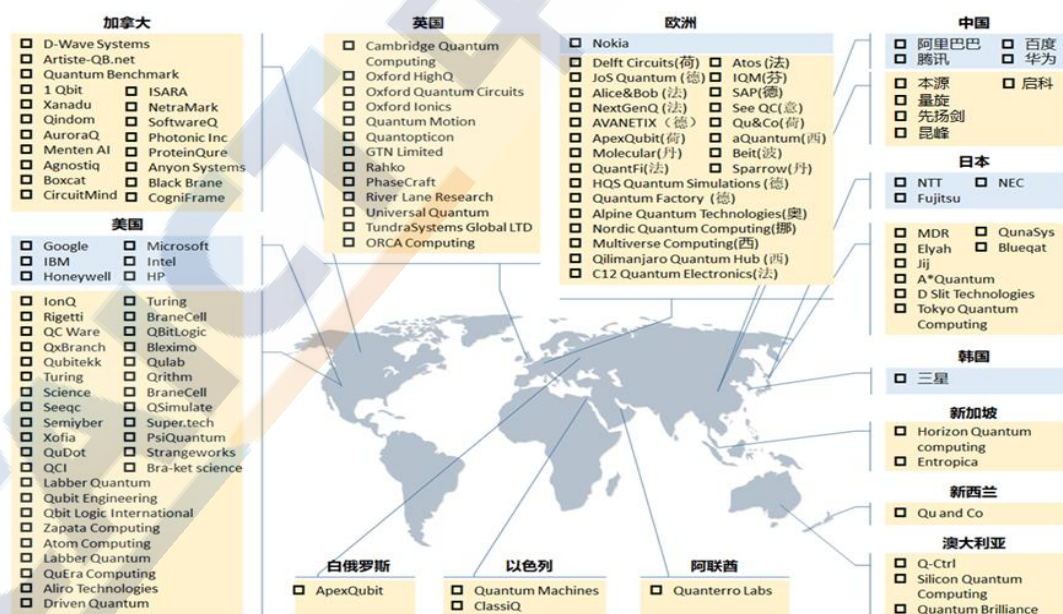 加拿大
D-Wave Systems
Artiste-QB.net
Quantum Benchmark
1 Qbit
Xanadu
Qindom
AuroraQ
Menten AI
Agnostiq
Boxcat
CircuitMind
ISARA
NetraMark
SoftwareQ
Photonic Inc
ProteinQure
Anyon Systems
Black Brane
CogniFrame
美国
Google
IBM
Honeywell
Microsoft
Intel
HP
IonQ
Rigetti
QC Ware
QxBranch
Qubitekk
Turing
Science
Seeqc
Semiyber
Xofia
QuDot
QCI
Labber Quantum
Qubit Engineering
Qbit Logic International
Zapata Computing
Atom Computing
Labber Quantum
QuEra Computing
Aliro Technologies
Driven Quantum
Turing
BraneCell
QBitLogic
Bleximo
Qulab
Qrithm
BraneCell
QSimulate
Super.tech
PsiQuantum
Strangeworks
Bra-ket science
英国
Cambridge Quantum
Computing
Oxford HighQ
Oxford Quantum Circuits
Oxford Ionics
Quantum Motion
Quantopticon
GTN Limited
Rahko
PhaseCraft
River Lane Research
Universal Quantum
TundraSystems Global LTD
ORCA Computing
欧洲
Nokia
Delft Circuits(荷)
JoS Quantum (德)
Alice&Bob (法)
NextGenQ (法)
AVANETIX（德）
ApexQubit(荷)
Molecular(丹)
QuantFi(法)
Atos (法)
IQM(芬)
SAP(德)
See QC(意)
Qu&Co(荷)
aQuantum(西)
Beit(波)
Sparrow(丹)
HQS Quantum Simulations (德)
Quantum Factory (德)
Alpine Quantum Technologies(奥)
Nordic Quantum Computing(挪)
Multiverse Computing(西)
Qilimanjaro Quantum Hub (西)
C12 Quantum Electronics(法)
中国
阿里巴巴
腾讯
百度
华为
本源
量旋
先扬剑
昆峰
启科
日本
NTT
NEC
Fujitsu
MDR
Elyah
Jij
A*Quantum
D Slit Technologies
Tokyo Quantum
Computing
QunaSys
Blueqat
韩国
三星
新加坡
Horizon Quantum
computing
Entropica
新西兰
Qu and Co
澳大利亚
Q-Ctrl
Silicon Quantum
Computing
Quantum Brilliance
白俄罗斯
ApexQubit
以色列
Quantum Machines
ClassiQ
阿联酋
Quanterro Labs